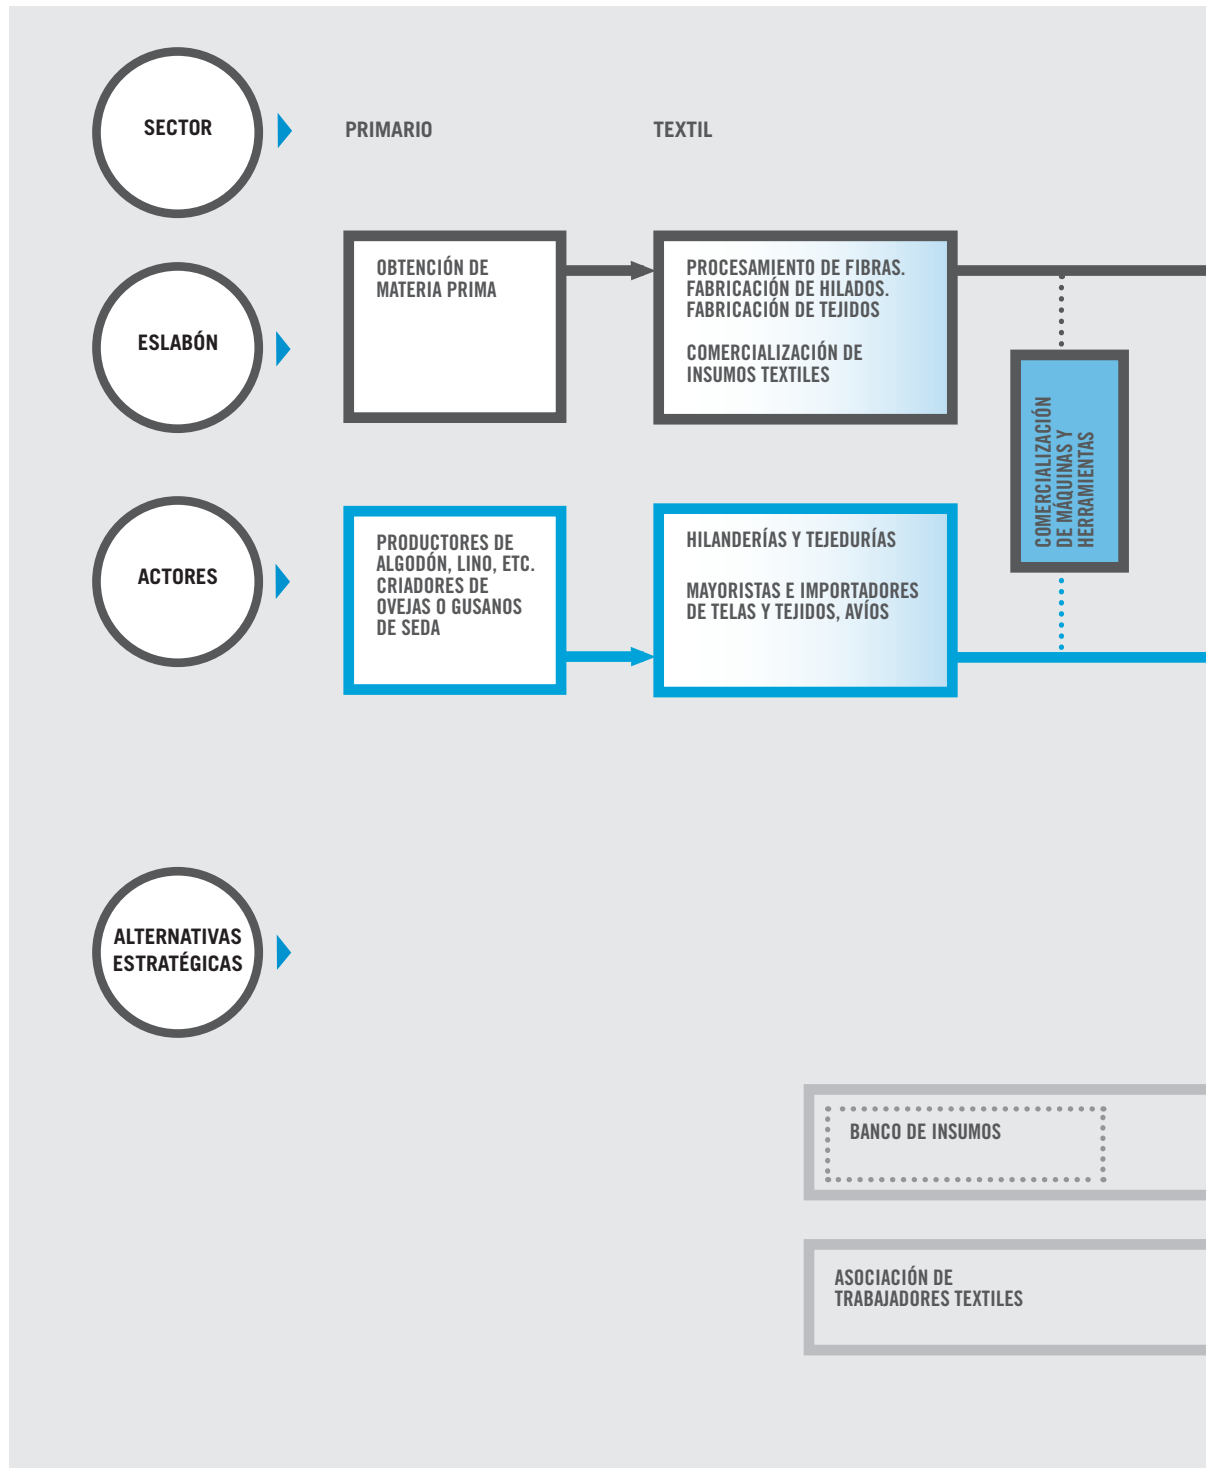 SECTOR
PRIMARIO
TEXTIL
ESLABÓN
OBTENCIÓN DE
MATERIA PRIMA
PROCESAMIENTO DE FIBRAS.
FABRICACIÓN DE HILADOS.
FABRICACIÓN DE TEJIDOS
COMERCIALIZACIÓN DE
INSUMOS TEXTILES
COMERCIALIZACIÓN
DE MÁQUINAS Y
HERRAMIENTAS
ACTORES
PRODUCTORES DE
ALGODÓN, LINO, ETC.
CRIADORES DE
OVEJAS O GUSANOS
DE SEDA
HILANDERÍAS Y TEJEDURÍAS
MAYORISTAS E IMPORTADORES
DE TELAS Y TEJIDOS, AVÍOS
ALTERNATIVAS
ESTRATÉGICAS
BANCO DE INSUMOS
ASOCIACIÓN DE
TRABAJADORES TEXTILES